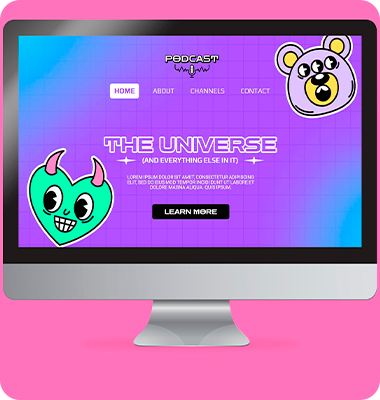 PODCAST
HOME ABOUT CHANNELS CONTACT
THE UNIVERSE
(AND EVERYTHING ELSE IN IT)
LOREM IPSUM DOLOR SIT AMET, CONSECTETUR ADIPISCING
ELIT, SED DO EIUSMOD TEMPOR INCIDIDUNT UT LABORE ET
DOLORE MAGNA ALIQUA. QUIS IPSUM.
LEARN MORE